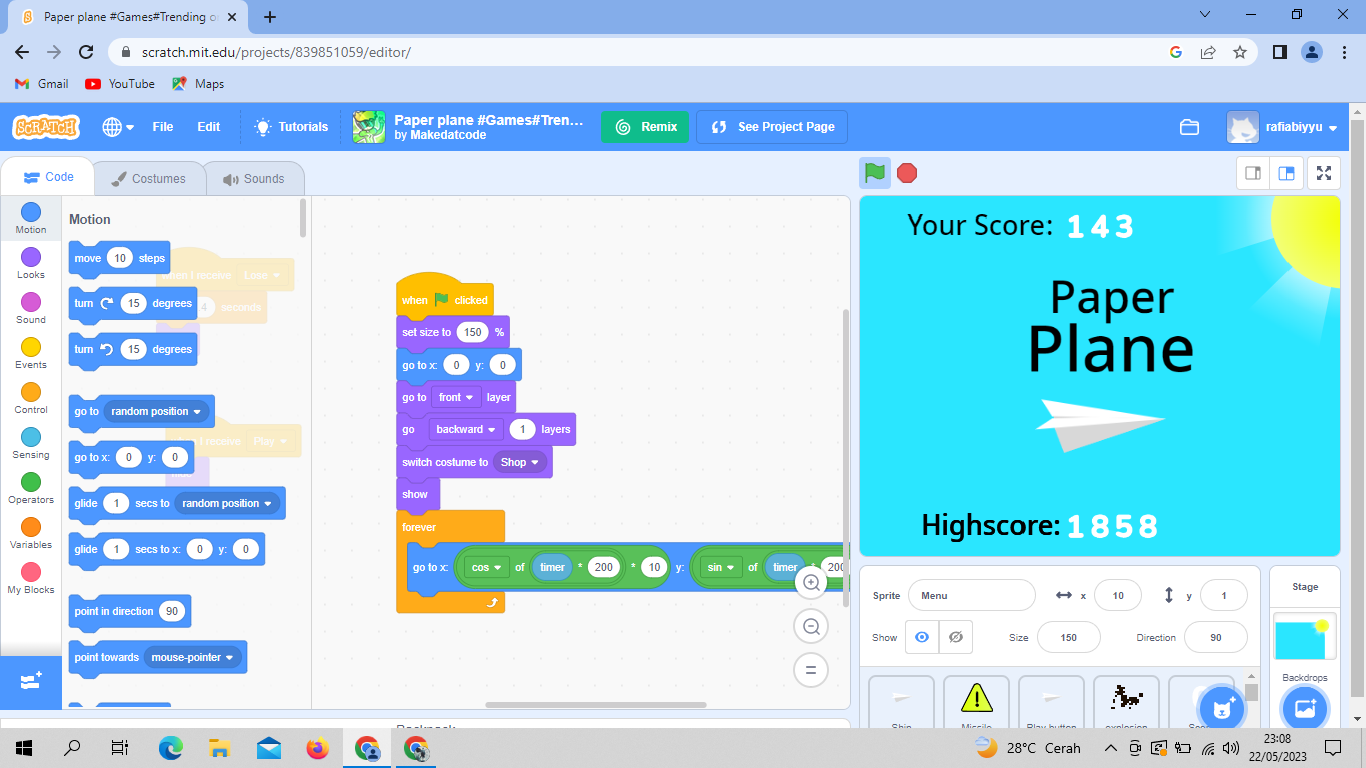 Paper plane #Games#Trending o
scratch.mit.edu/projects/839851059/editor/
Gmail YouTube Maps
SCRATCH File Edit Tutorials Paper plane #Games#Tren... by Makedatcode Remix See Project Page rafiabiyyu
Code Costumes Sounds
Motion
Looks
Sound
Events
Control
Sensing
Operators
Variables
My Blocks
Motion
move 10 steps
turn 15 degrees
turn 15 degrees
go to random position
go to x: 0 y: 0
glide 1 secs to random position
glide 1 secs to x: 0 y: 0
point in direction 90
point towards mouse-pointer
when I receive Lose
4 seconds
I receive Play
when clicked
set size to 150 %
go to x: 0 y: 0
go to front layer
go backward 1 layers
switch costume to Shop
show
forever
go to x: cos of timer * 200 * 10 y: sin of timer * 200
Your Score: 143
Paper
Plane
Highscore: 1858
Sprite Menu x 10 y 1
Show Size 150 Direction 90
Stage
Backdrops
Ship Missile Play button explosion
Backpack
28°C Cerah
23:08
22/05/2023